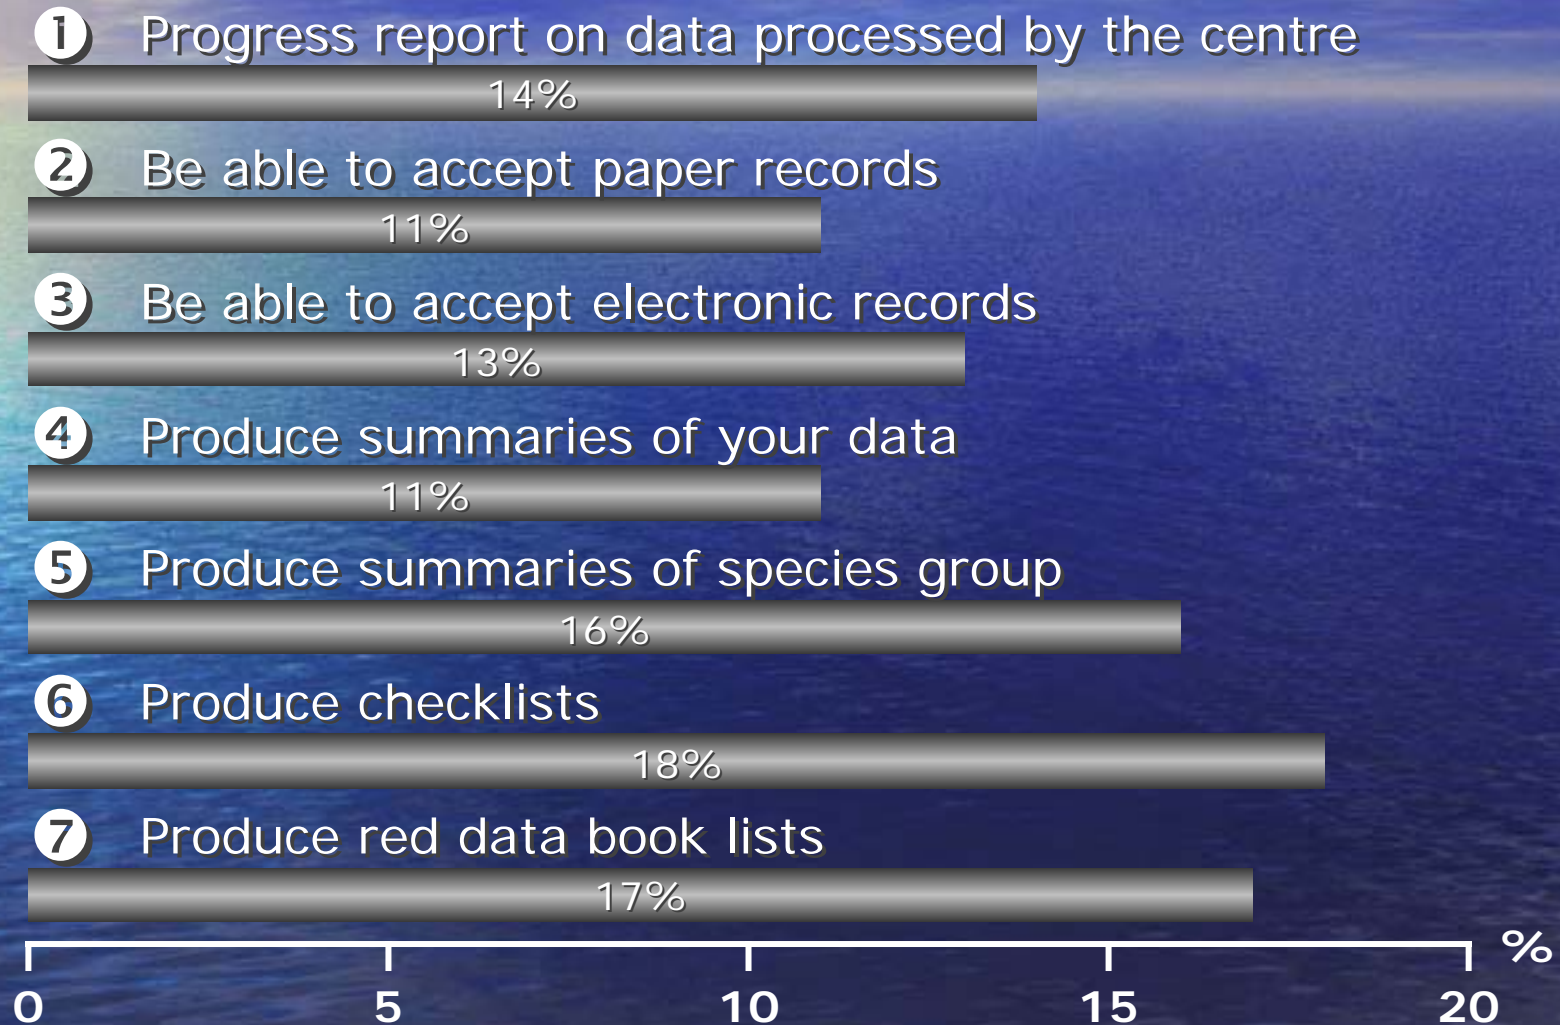 1 Progress report on data processed by the centre
14%
2 Be able to accept paper records
11%
3 Be able to accept electronic records
13%
4 Produce summaries of your data
11%
5 Produce summaries of species group
16%
6 Produce checklists
18%
7 Produce red data book lists
17%
%
0 5 10 15 20